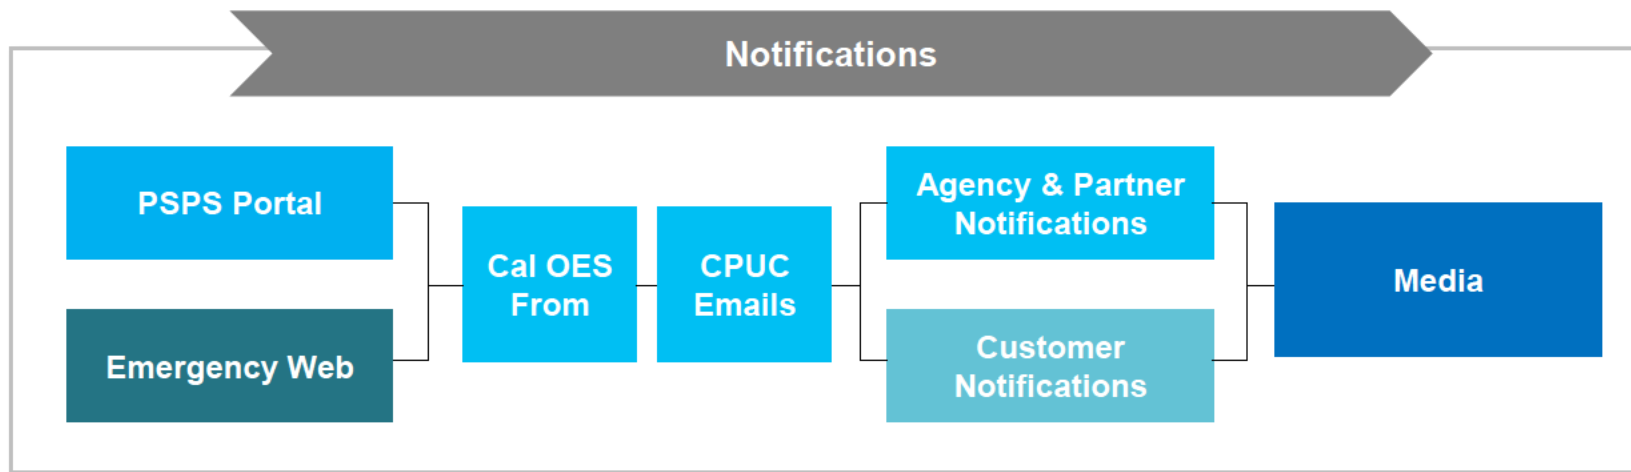 Notifications
PSPS Portal
Emergency Web
Cal OES
From
CPUC
Emails
Agency & Partner
Notifications
Customer
Notifications
Media